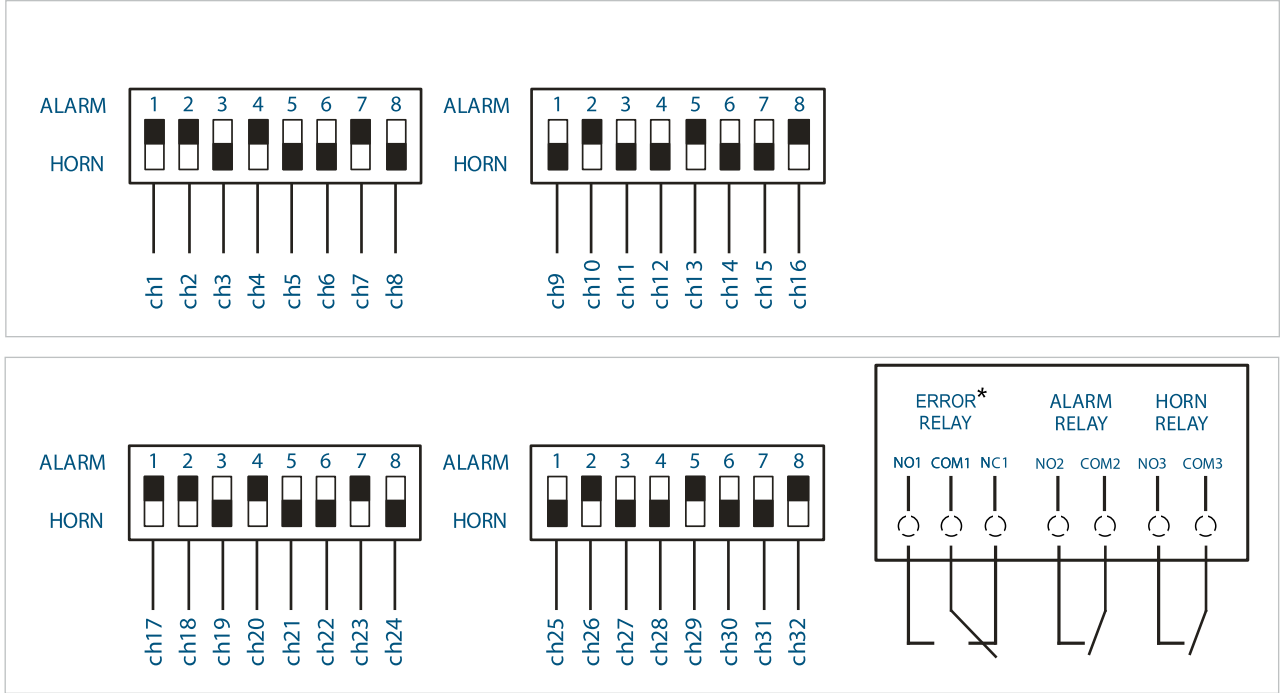 ALARM 1 2 3 4 5 6 7 8 ALARM 1 2 3 4 5 6 7 8
HORN HORN
ch1 ch2 ch3 ch4 ch5 ch6 ch7 ch8 ch9 ch10 ch11 ch12 ch13 ch14 ch15 ch16
ERROR* ALARM HORN
RELAY RELAY RELAY
ALARM 1 2 3 4 5 6 7 8 ALARM 1 2 3 4 5 6 7 8 NO1 COM1 NC1 NO2 COM2 NO3 COM3
HORN HORN
ch17 ch18 ch19 ch20 ch21 ch22 ch23 ch24 ch25 ch26 ch27 ch28 ch29 ch30 ch31 ch32